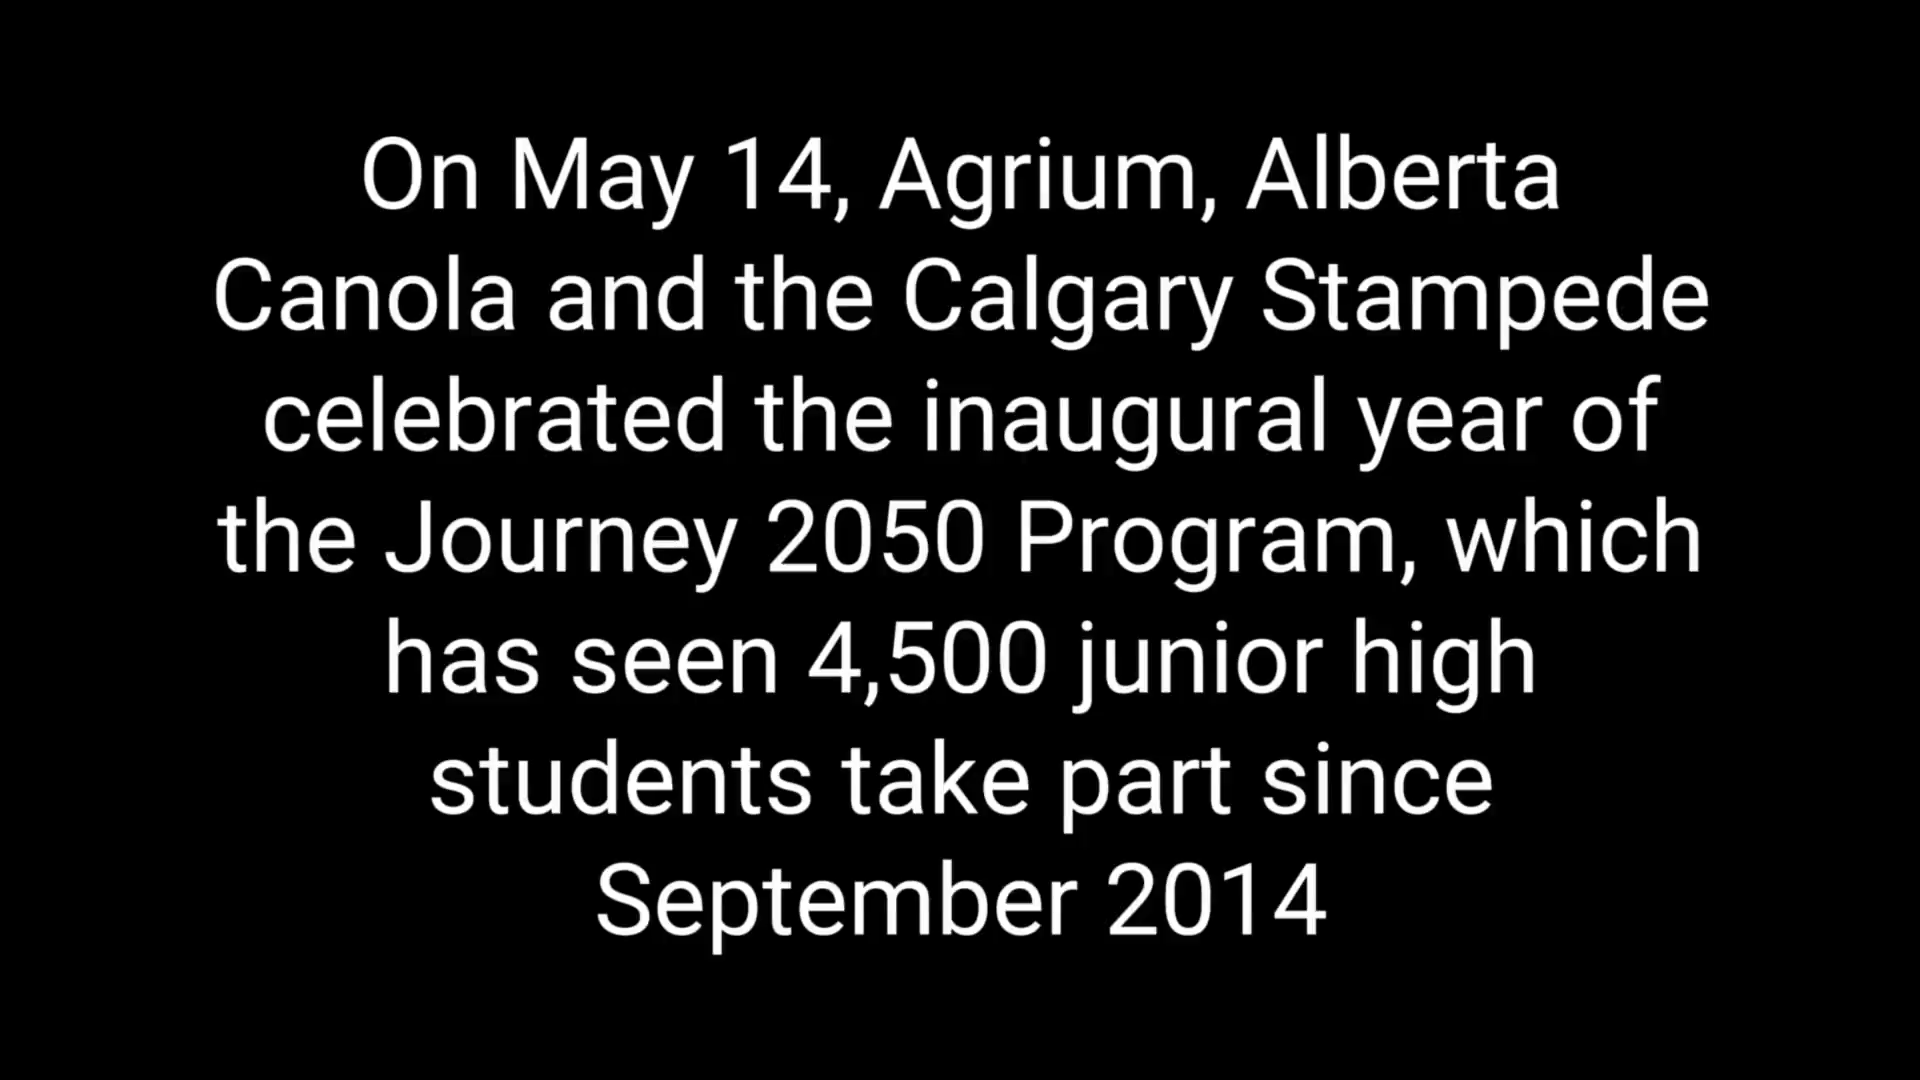 On May 14, Agrium, Alberta
Canola and the Calgary Stampede
celebrated the inaugural year of
the Journey 2050 Program, which
has seen 4,500 junior high
students take part since
September 2014